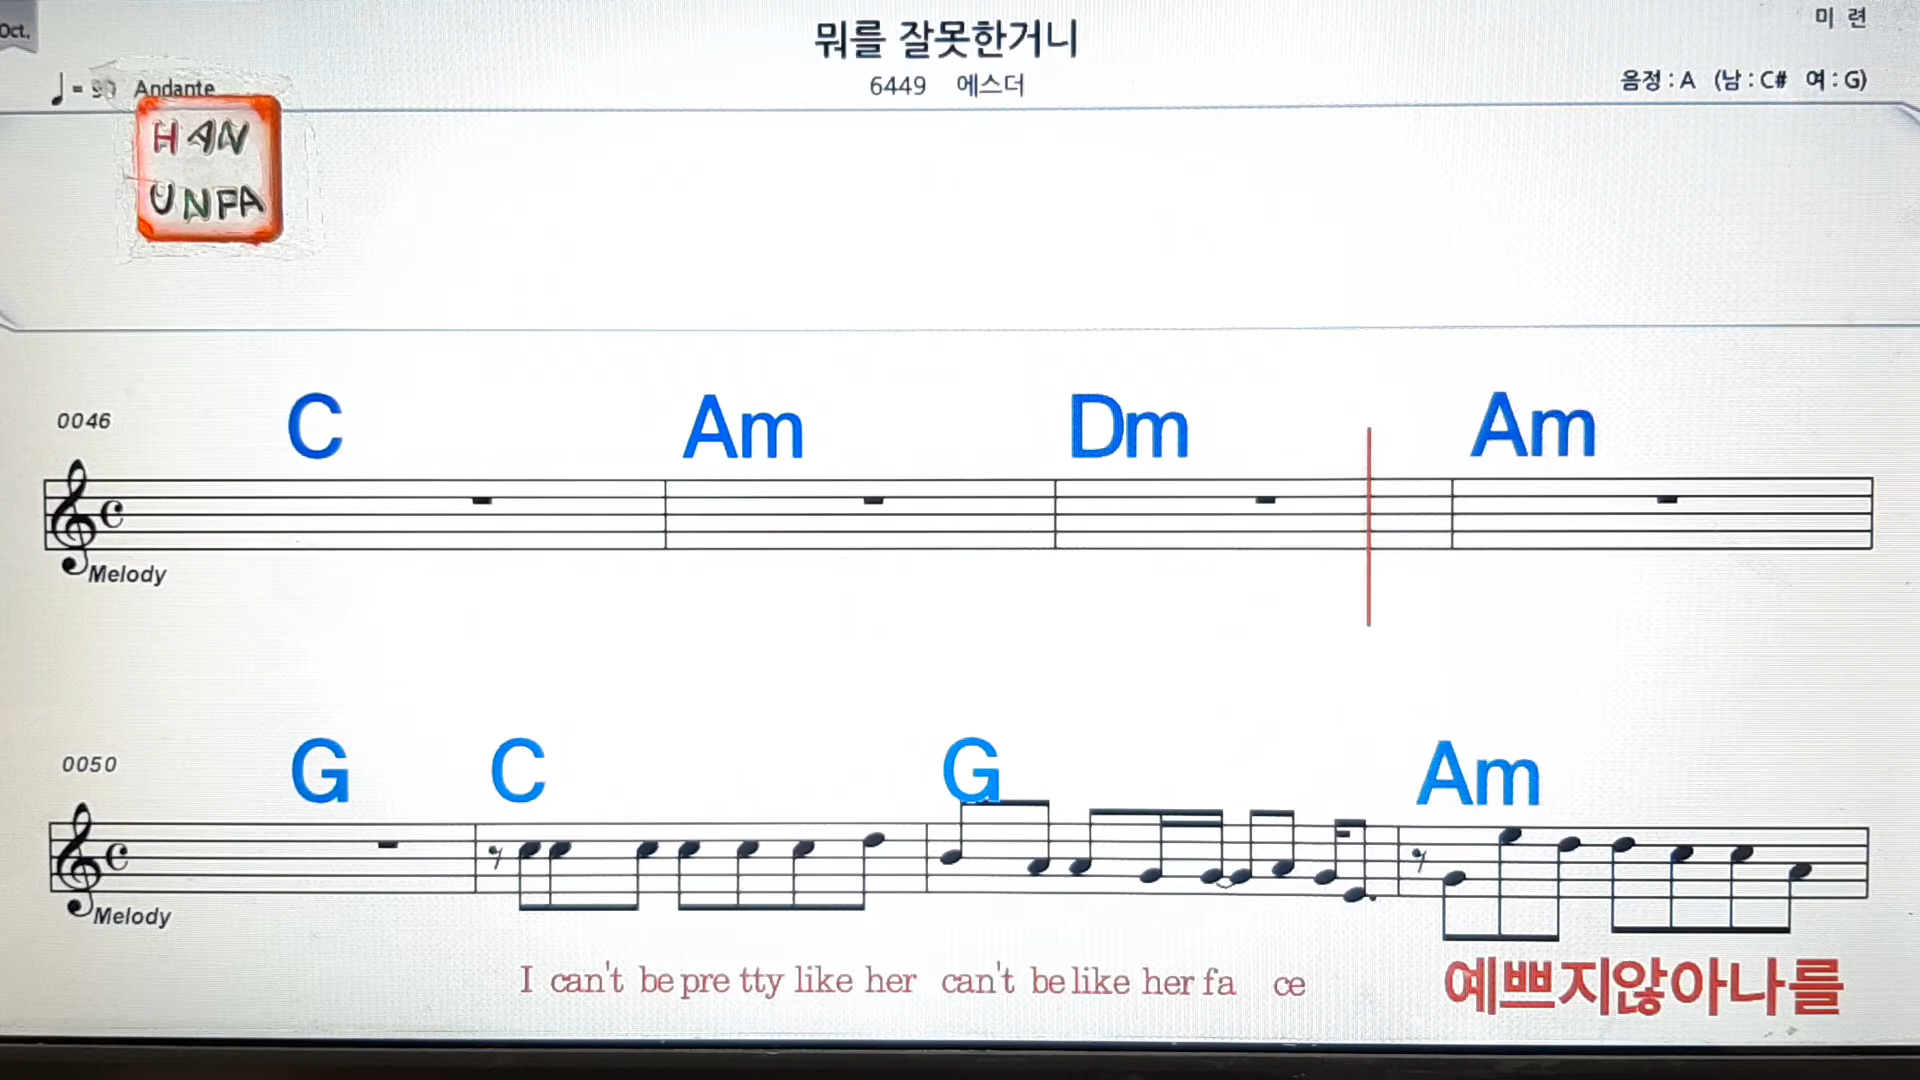 Oct.
뭐를 잘못한거니
미 련
Andante
6449 에스더
음정 : A (남 : C# 여 : G)
HAN
UNPA
0046
C Am Dm Am
Melody
0050
G C G Am
Melody
I can't be pre tty like her can't be like her fa ce
예쁘지않아나를